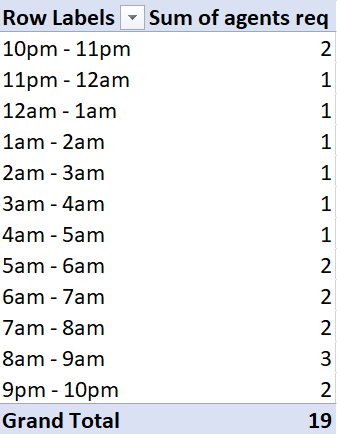 Row Labels Sum of agents req
10pm - 11pm 2
11pm - 12am 1
12am - 1am 1
1am - 2am 1
2am - 3am 1
3am - 4am 1
4am - 5am 1
5am - 6am 2
6am - 7am 2
7am - 8am 2
8am - 9am 3
9pm - 10pm 2
Grand Total 19